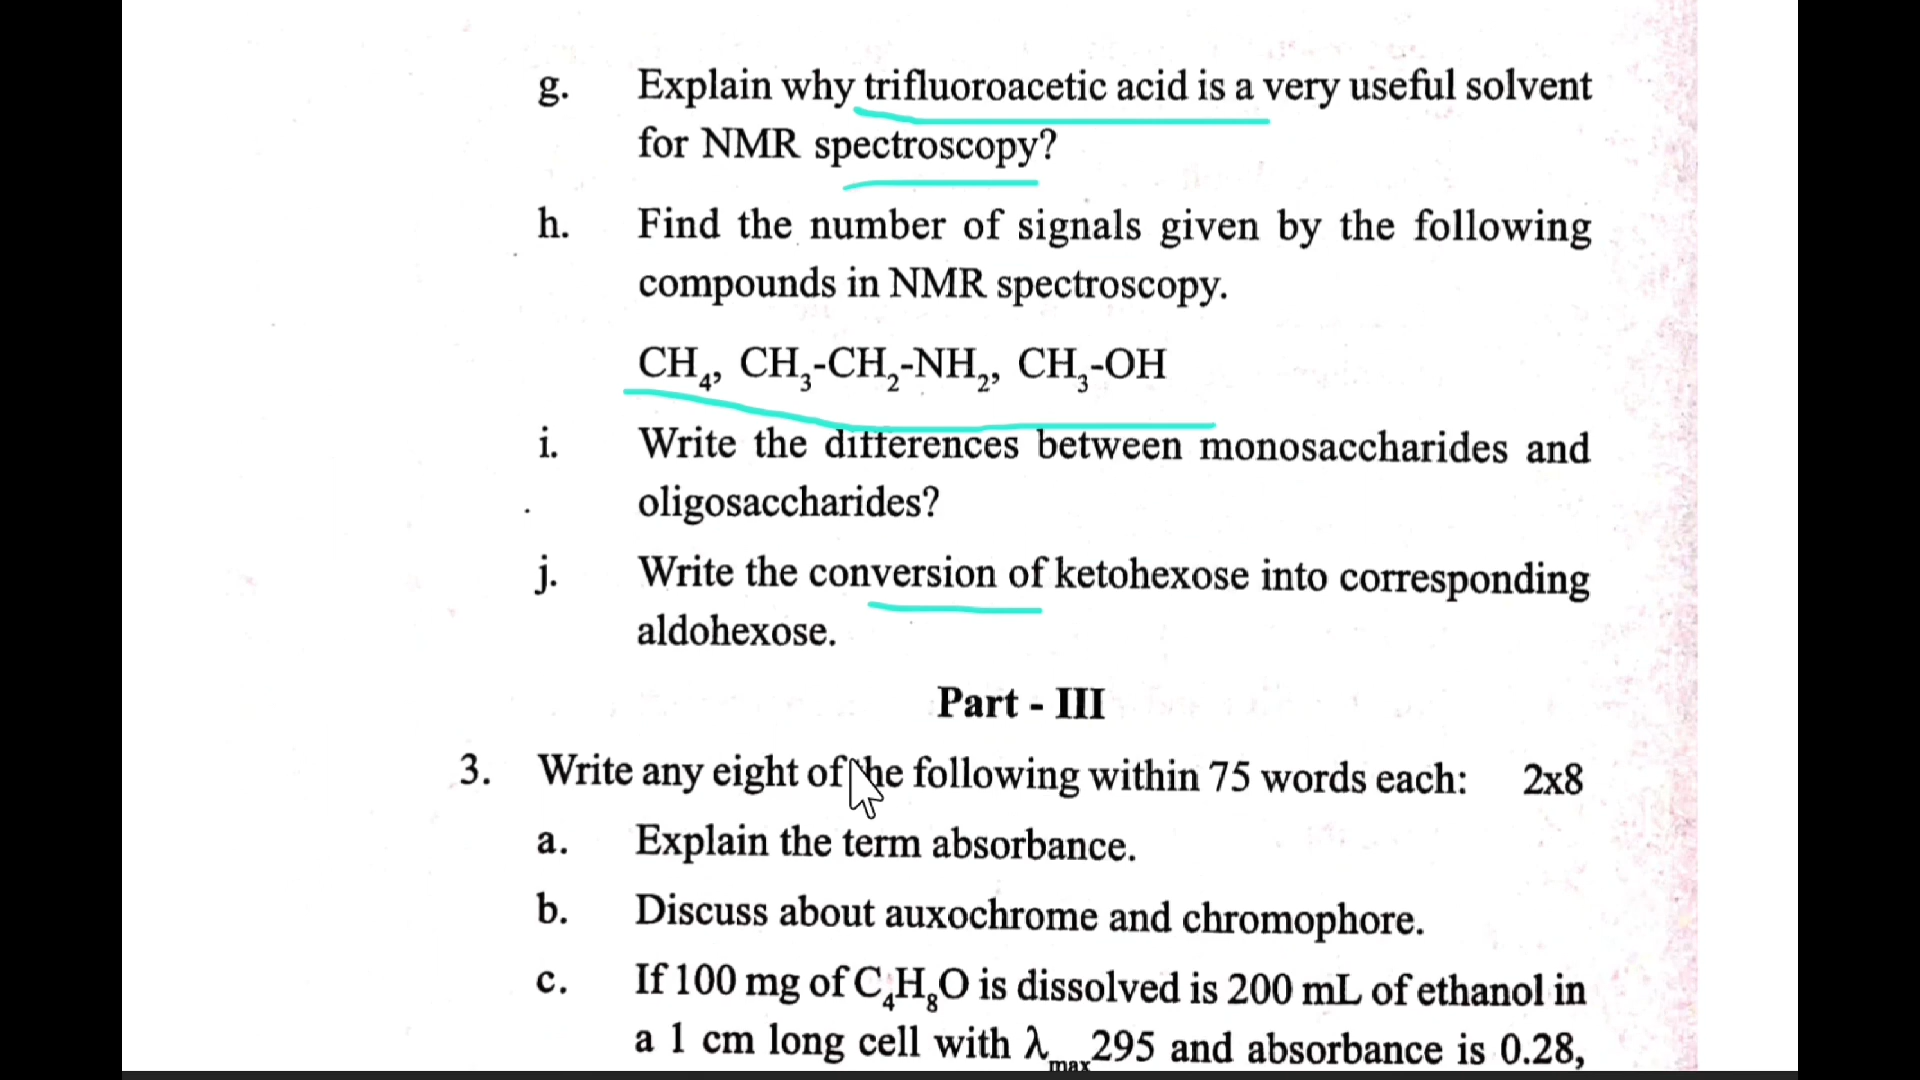 g. Explain why trifluoroacetic acid is a very useful solvent
for NMR spectroscopy?
h. Find the number of signals given by the following
compounds in NMR spectroscopy.
CH₄, CH₃-CH₂-NH₂, CH₃-OH
i. Write the differences between monosaccharides and
oligosaccharides?
j. Write the conversion of ketohexose into corresponding
aldohexose.
Part - III
3. Write any eight of the following within 75 words each: 2x8
a. Explain the term absorbance.
b. Discuss about auxochrome and chromophore.
c. If 100 mg of C₄H₈O is dissolved is 200 mL of ethanol in
a 1 cm long cell with λmax 295 and absorbance is 0.28,